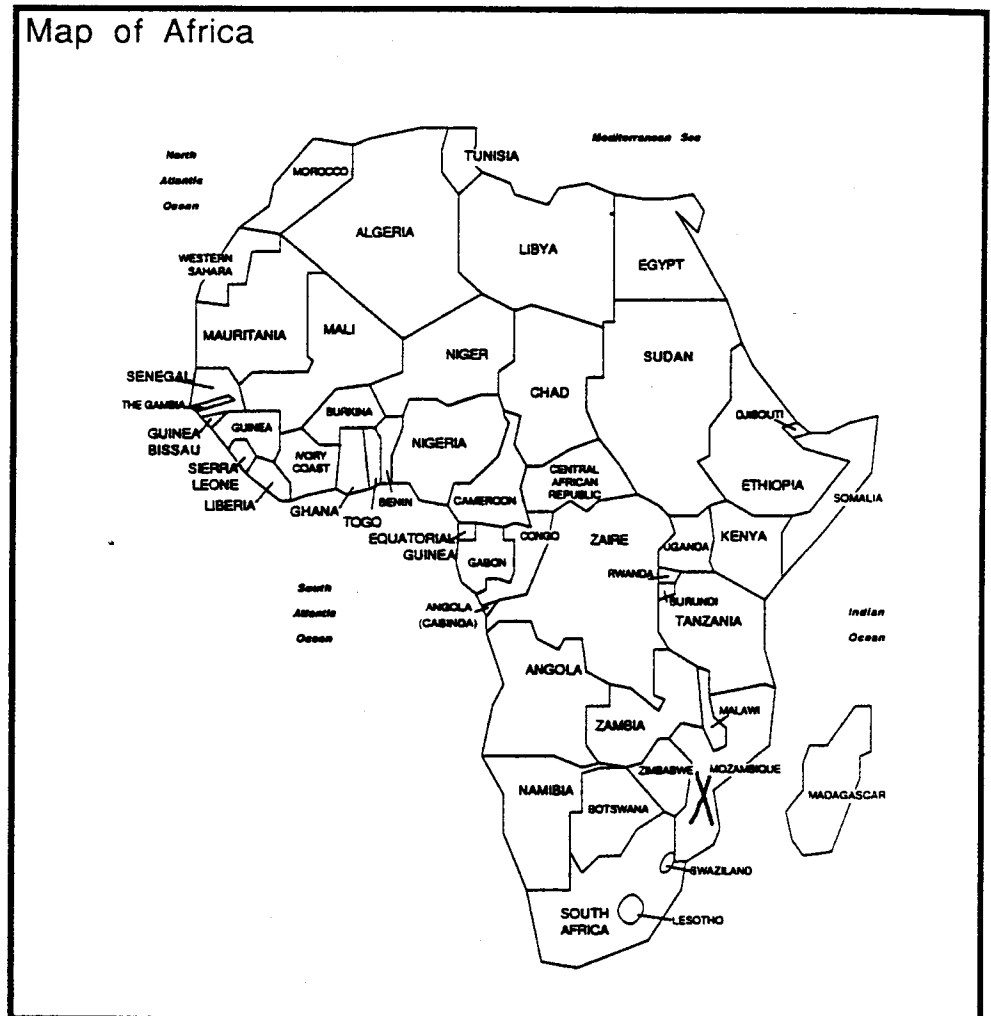 Map of Africa
Mediterranean Sea
North
Atlantic
Ocean
TUNISIA
MOROCCO
ALGERIA
LIBYA
EGYPT
WESTERN
SAHARA
MAURITANIA
MALI
NIGER
SUDAN
CHAD
SENEGAL
THE GAMBIA
BURKINA
DJIBOUTI
GUINEA
BISSAU
GUINEA
NIGERIA
IVORY
COAST
SIERRA
LEONE
CENTRAL
AFRICAN
REPUBLIC
ETHIOPIA
SOMALIA
LIBERIA
GHANA
TOGO
BENIN
CAMEROON
EQUATORIAL
GUINEA
CONGO
ZAIRE
UGANDA
KENYA
GABON
RWANDA
BURUNDI
South
Atlantic
Ocean
ANGOLA
(CABINDA)
TANZANIA
Indian
Ocean
ANGOLA
ZAMBIA
MALAWI
ZIMBABWE
MOZAMBIQUE
X
NAMIBIA
BOTSWANA
MADAGASCAR
SWAZILAND
SOUTH
AFRICA
LESOTHO